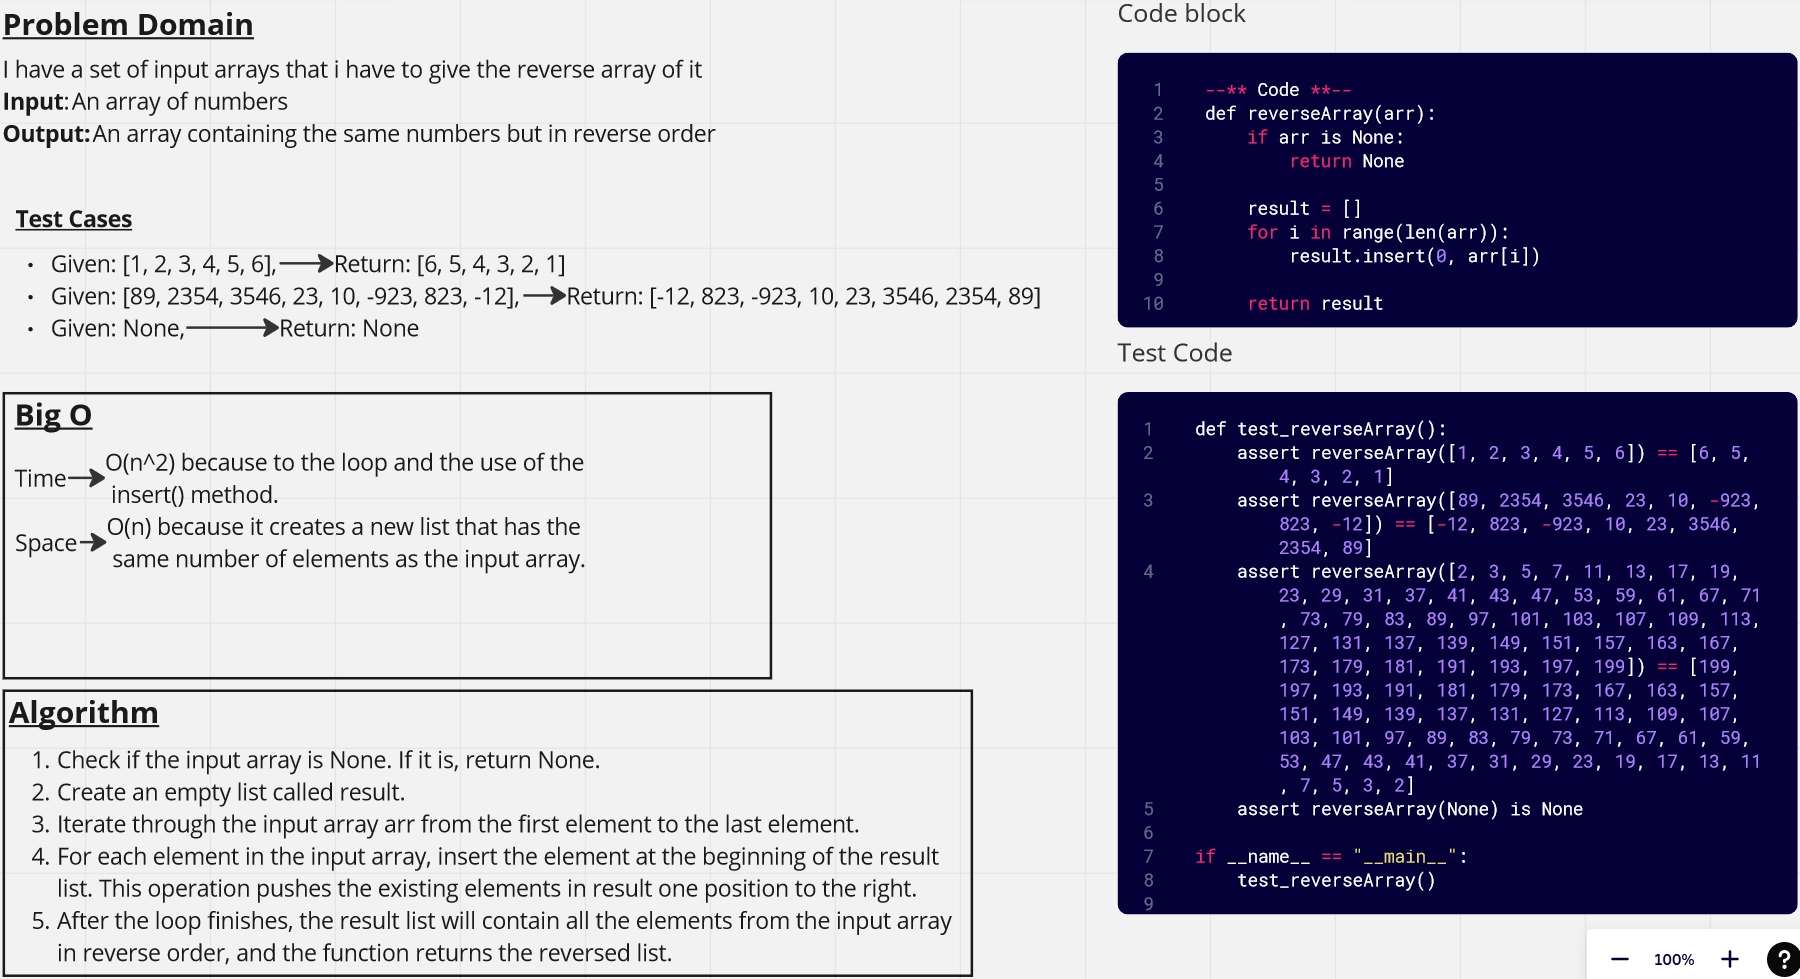 Problem Domain
I have a set of input arrays that i have to give the reverse array of it
Input: An array of numbers
Output: An array containing the same numbers but in reverse order
Test Cases
• Given: [1, 2, 3, 4, 5, 6], Return: [6, 5, 4, 3, 2, 1]
• Given: [89, 2354, 3546, 23, 10, -923, 823, -12], Return: [-12, 823, -923, 10, 23, 3546, 2354, 89]
• Given: None, Return: None
Big O
Time O(n^2) because to the loop and the use of the
insert() method.
Space O(n) because it creates a new list that has the
same number of elements as the input array.
Algorithm
1. Check if the input array is None. If it is, return None.
2. Create an empty list called result.
3. Iterate through the input array arr from the first element to the last element.
4. For each element in the input array, insert the element at the beginning of the result
list. This operation pushes the existing elements in result one position to the right.
5. After the loop finishes, the result list will contain all the elements from the input array
in reverse order, and the function returns the reversed list.
Code block
1 --** Code **--
2 def reverseArray(arr):
3 if arr is None:
4 return None
5
6 result = []
7 for i in range(len(arr)):
8 result.insert(0, arr[i])
9
10 return result
Test Code
1 def test_reverseArray():
2 assert reverseArray([1, 2, 3, 4, 5, 6]) == [6, 5,
4, 3, 2, 1]
3 assert reverseArray([89, 2354, 3546, 23, 10, -923,
823, -12]) == [-12, 823, -923, 10, 23, 3546,
2354, 89]
4 assert reverseArray([2, 3, 5, 7, 11, 13, 17, 19,
23, 29, 31, 37, 41, 43, 47, 53, 59, 61, 67, 71
, 73, 79, 83, 89, 97, 101, 103, 107, 109, 113,
127, 131, 137, 139, 149, 151, 157, 163, 167,
173, 179, 181, 191, 193, 197, 199]) == [199,
197, 193, 191, 181, 179, 173, 167, 163, 157,
151, 149, 139, 137, 131, 127, 113, 109, 107,
103, 101, 97, 89, 83, 79, 73, 71, 67, 61, 59,
53, 47, 43, 41, 37, 31, 29, 23, 19, 17, 13, 11
, 7, 5, 3, 2]
5 assert reverseArray(None) is None
6
7 if __name__ == "__main__":
8 test_reverseArray()
9
− 100% + ?